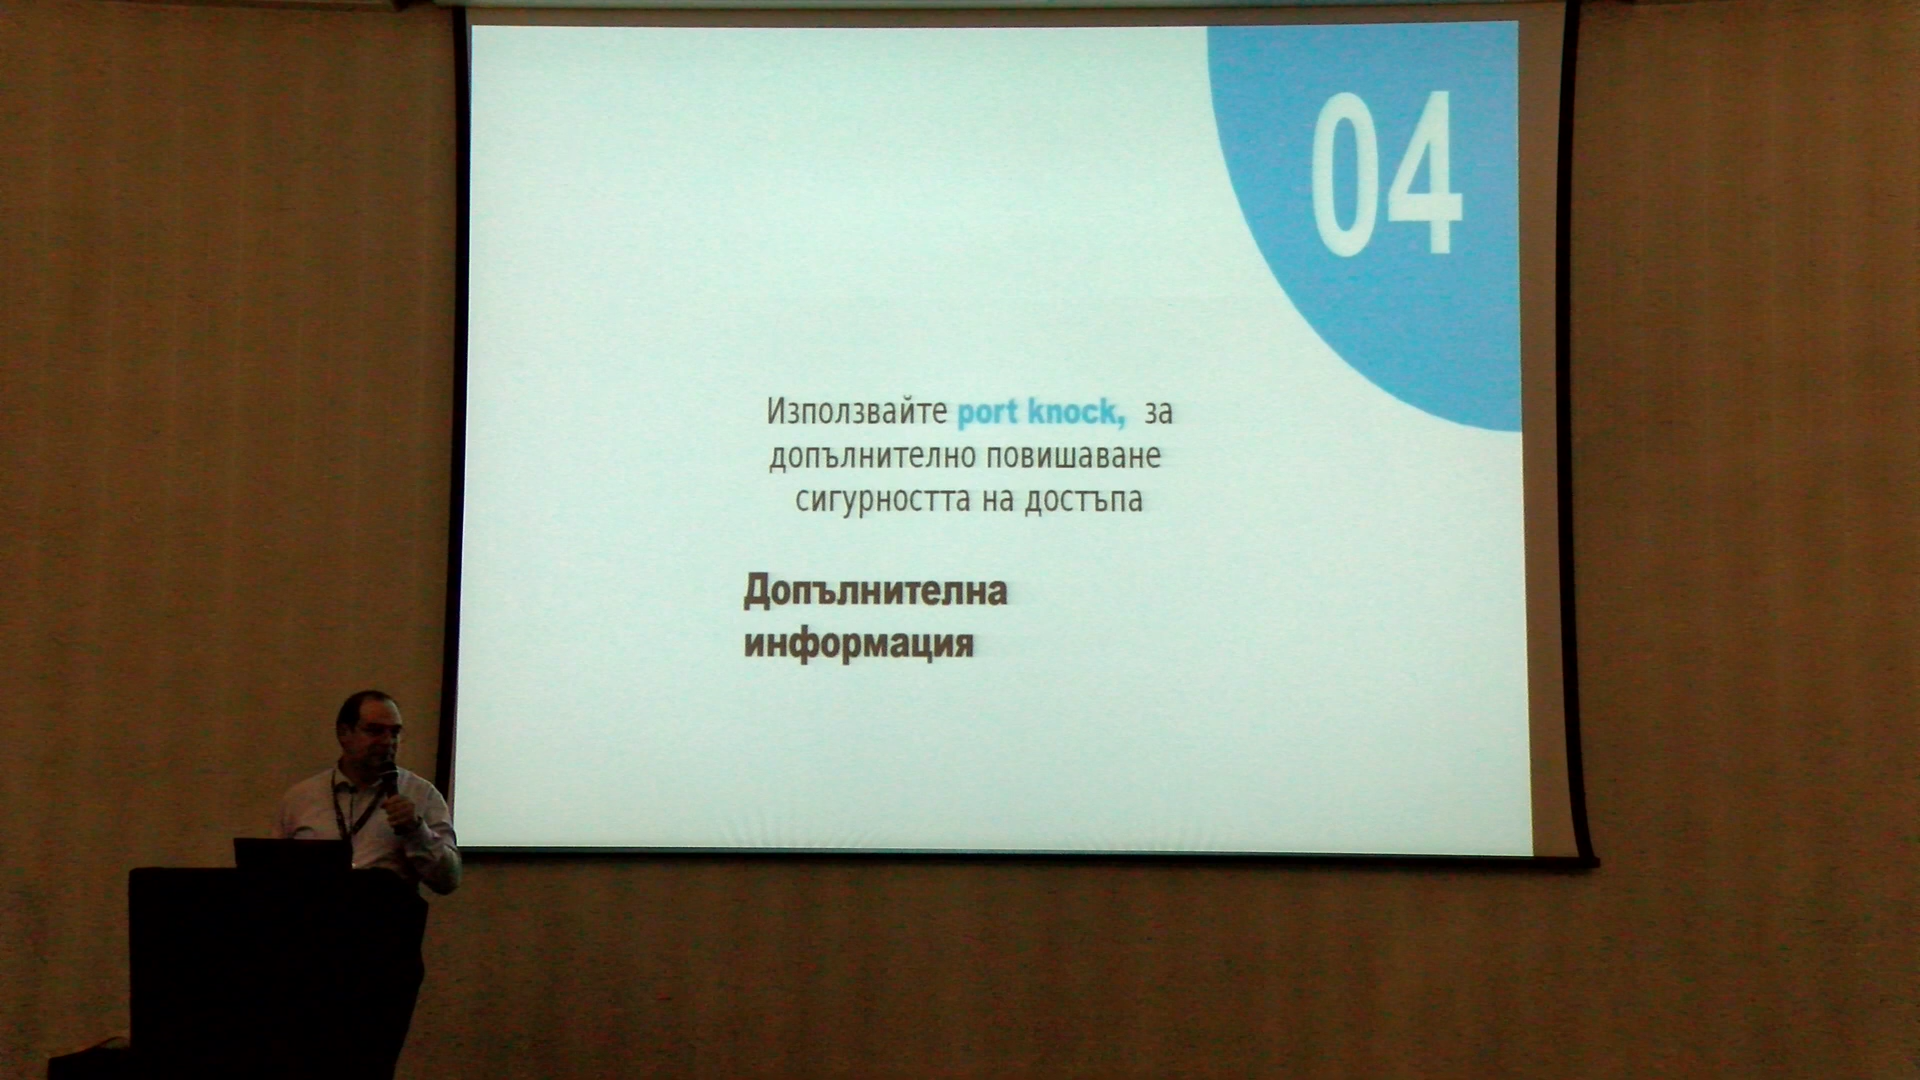 04
Използвайте port knock, за
допълнително повишаване
сигурността на достъпа
Допълнителна
информация